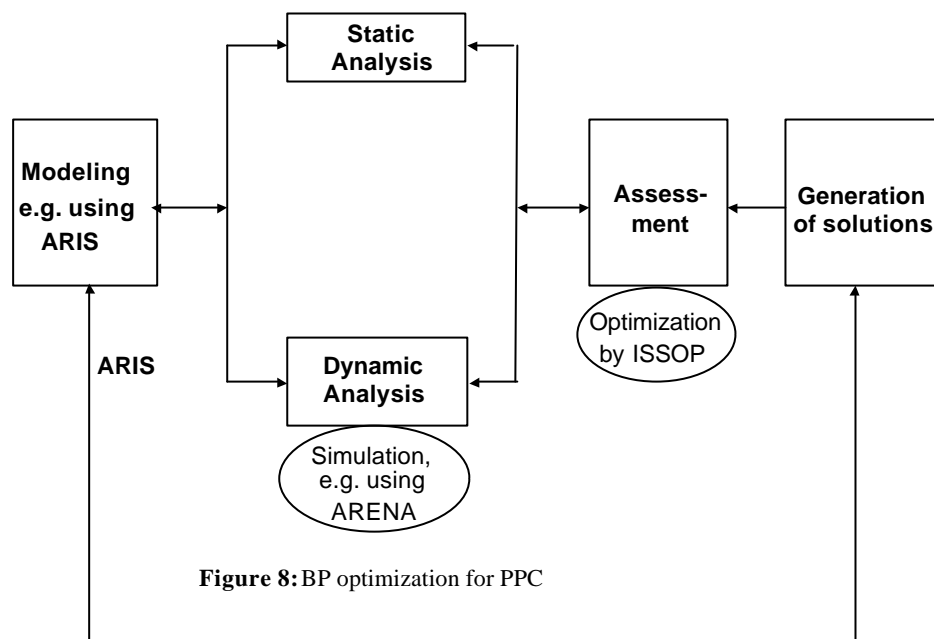 Static
Analysis
Modeling
e.g. using
ARIS
Assess-
ment
Generation
of solutions
Optimization
by ISSOP
ARIS
Dynamic
Analysis
Simulation,
e.g. using
ARENA
Figure 8: BP optimization for PPC